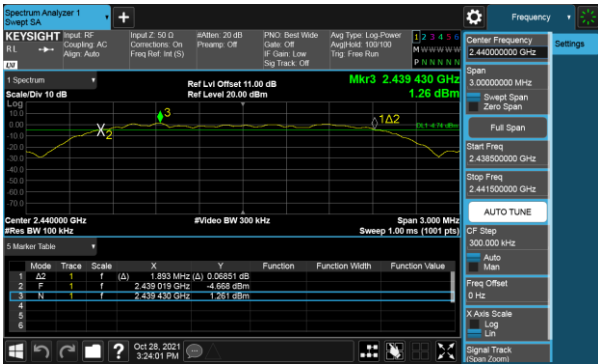 Spectrum Analyzer 1
Swept SA
Frequency
KEYSIGHT
RL
Input: RF
Coupling: AC
Align: Auto
Input Z: 50 Ω
Corrections: On
Freq Ref: Int (S)
#Atten: 20 dB
Preamp: Off
PNO: Best Wide
Gate: Off
IF Gain: Low
Sig Track: Off
Avg Type: Log-Power
Avg|Hold: 100/100
Trig: Free Run
1 2 3 4 5 6
M W W W W W
P N N N N N
LXI
1 Spectrum
Scale/Div 10 dB
Ref Lvl Offset 11.00 dB
Ref Level 20.00 dBm
Mkr3 2.439 430 GHz
1.26 dBm
Log
10.0
0.00
-10.0
-20.0
-30.0
-40.0
-50.0
-60.0
-70.0
X2
3
1Δ2
DL1 -4.74 dBm
Center 2.440000 GHz
#Res BW 100 kHz
#Video BW 300 kHz
Span 3.000 MHz
Sweep 1.00 ms (1001 pts)
5 Marker Table
Mode Trace Scale X Y Function Function Width Function Value
1 Δ2 1 f (Δ) 1.893 MHz (Δ) 0.06851 dB
2 F 1 f 2.439 019 GHz -4.668 dBm
3 N 1 f 2.439 430 GHz 1.261 dBm
4
5
6
Oct 28, 2021
3:24:01 PM
Center Frequency
2.440000000 GHz
Settings
Span
3.00000000 MHz
Swept Span
Zero Span
Full Span
Start Freq
2.438500000 GHz
Stop Freq
2.441500000 GHz
AUTO TUNE
CF Step
300.000 kHz
Auto
Man
Freq Offset
0 Hz
X Axis Scale
Log
Lin
Signal Track
(Span Zoom)